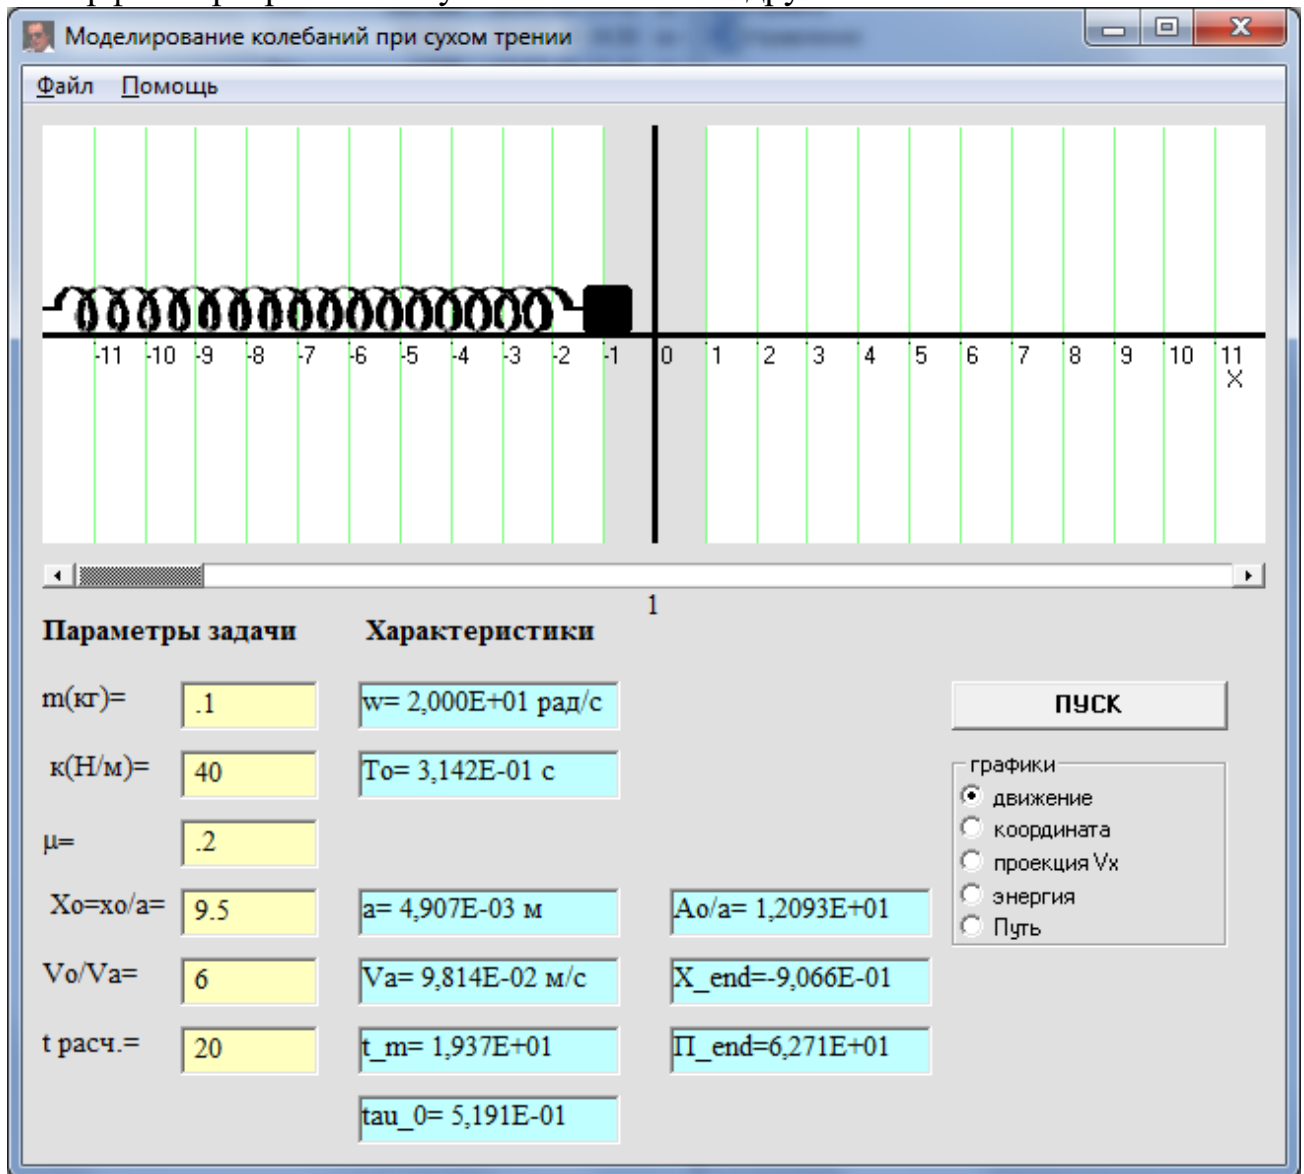 Моделирование колебаний при сухом трении
Файл Помощь
-11 -10 -9 -8 -7 -6 -5 -4 -3 -2 -1 0 1 2 3 4 5 6 7 8 9 10 11
X
1
Параметры задачи Характеристики
m(кг)= .1 w= 2,000E+01 рад/с ПУСК
к(Н/м)= 40 To= 3,142E-01 c графики
движение
координата
μ= .2 проекция Vx
Xo=xo/a= 9.5 a= 4,907E-03 м Ao/a= 1,2093E+01 энергия
Путь
Vo/Va= 6 Va= 9,814E-02 м/с X_end=-9,066E-01
t расч.= 20 t_m= 1,937E+01 П_end=6,271E+01
tau_0= 5,191E-01